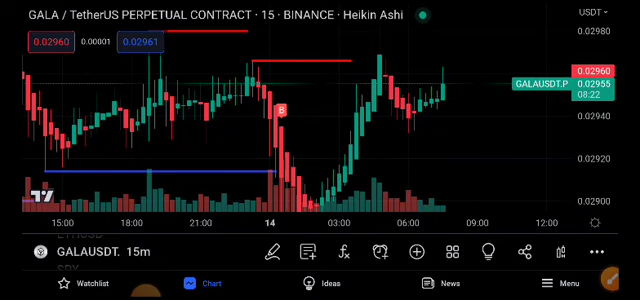 GALA / TetherUS PERPETUAL CONTRACT · 15 · BINANCE · Heikin Ashi
USDT
0.02960 0.00001 0.02961
0.02980
0.02960
GALAUSDT.P 0.02955
08:22
0.02940
0.02920
0.02900
B
15:00 18:00 21:00 14 03:00 06:00 09:00 12:00
GALAUSDT. 15m
Watchlist Chart Ideas News Menu